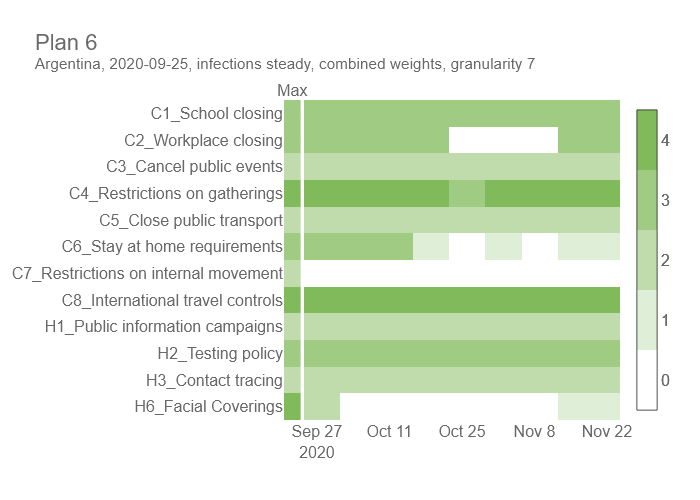 Plan 6
Argentina, 2020-09-25, infections steady, combined weights, granularity 7
Max
C1_School closing
C2_Workplace closing
C3_Cancel public events
C4_Restrictions on gatherings
C5_Close public transport
C6_Stay at home requirements
C7_Restrictions on internal movement
C8_International travel controls
H1_Public information campaigns
H2_Testing policy
H3_Contact tracing
H6_Facial Coverings
Sep 27 Oct 11 Oct 25 Nov 8 Nov 22
2020
4
3
2
1
0